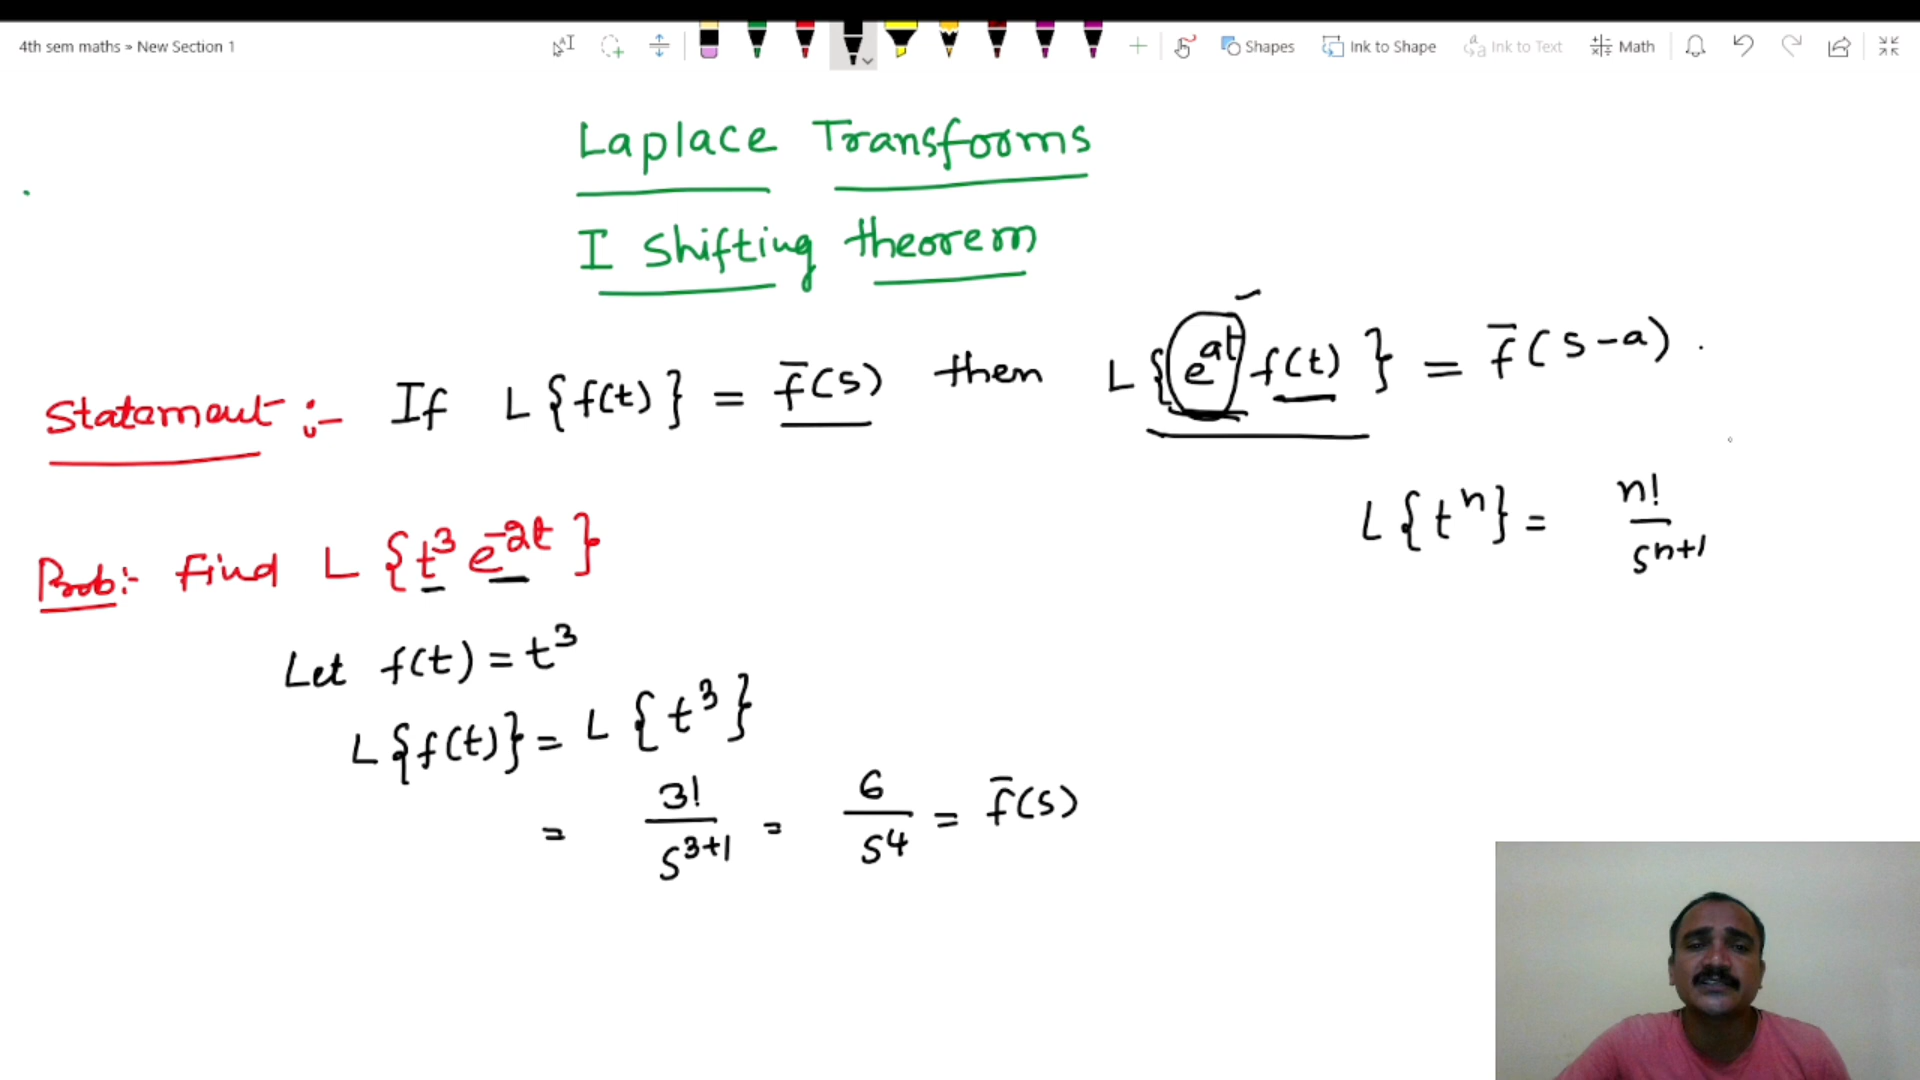 4th sem maths » New Section 1
Shapes Ink to Shape Ink to Text Math
Laplace Transforms
I Shifting theorem
Statement :- If L{f(t)} = f̄(s) then L{e^{at} f(t)} = f̄(s-a).
L{t^n} = n!/s^{n+1}
Prob:- Find L{t^3 e^{-2t}}
Let f(t) = t^3
L{f(t)} = L{t^3}
= 3!/s^{3+1} = 6/s^4 = f̄(s)